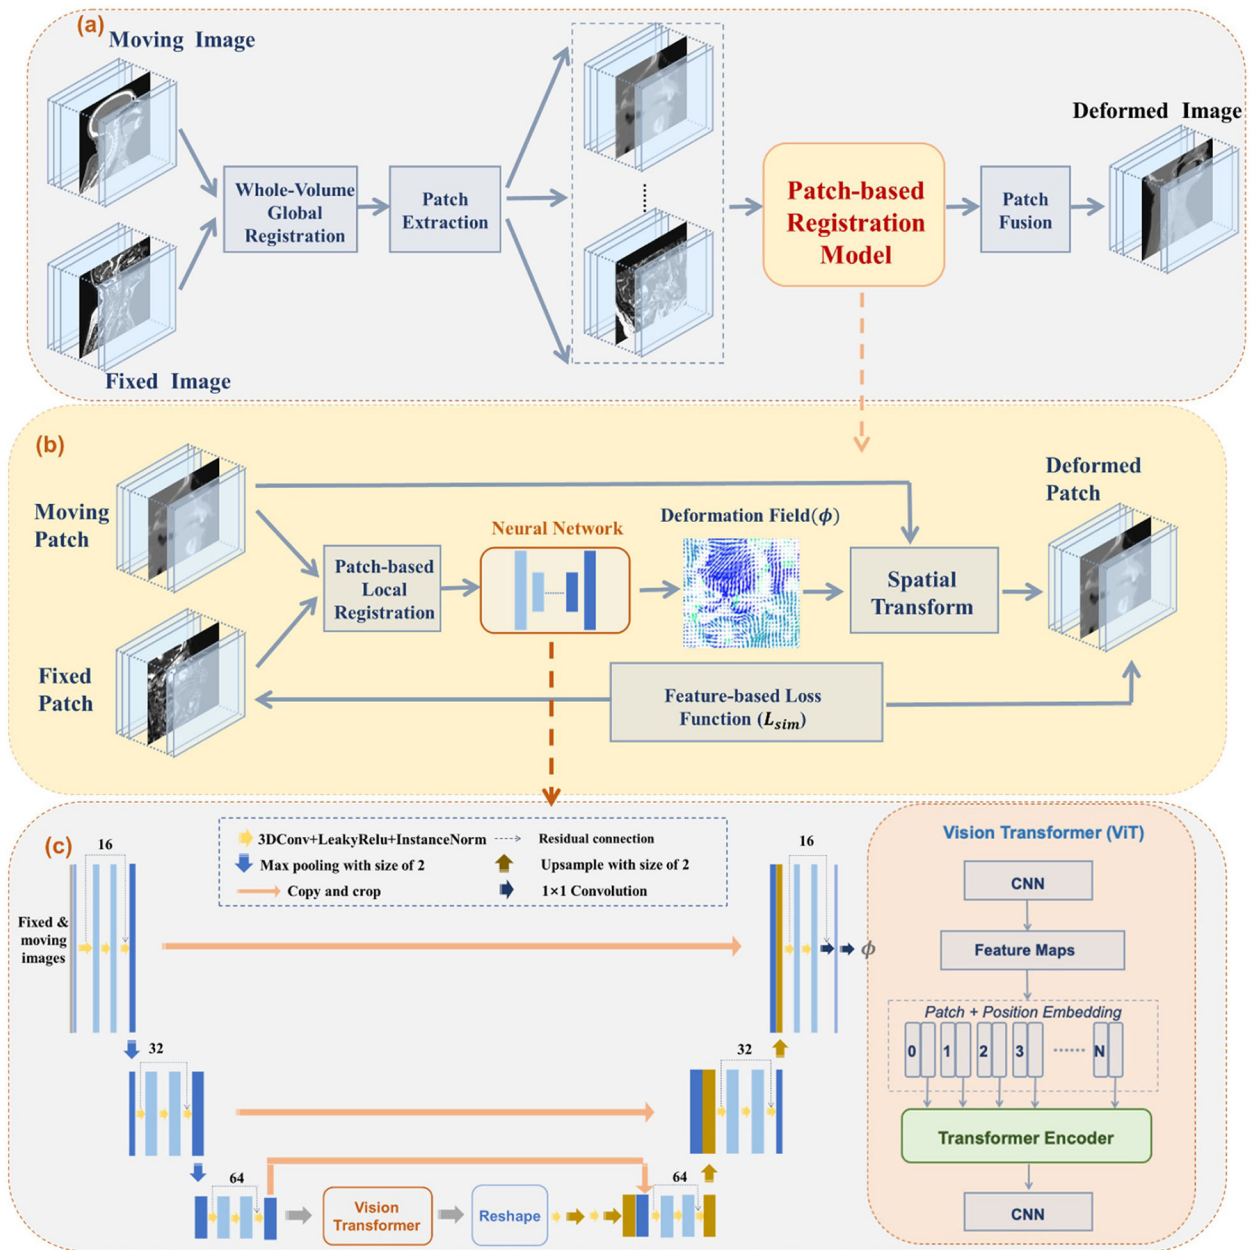 (a)
Moving Image
Fixed Image
Whole-Volume
Global
Registration
Patch
Extraction
Patch-based
Registration
Model
Patch
Fusion
Deformed Image
(b)
Moving
Patch
Fixed
Patch
Patch-based
Local
Registration
Neural Network
Deformation Field(ϕ)
Spatial
Transform
Deformed
Patch
Feature-based Loss
Function (L_sim)
(c)
3DConv+LeakyRelu+InstanceNorm
Residual connection
Max pooling with size of 2
Upsample with size of 2
Copy and crop
1×1 Convolution
16
Fixed &
moving
images
32
64
Vision
Transformer
Reshape
64
32
16
ϕ
Vision Transformer (ViT)
CNN
Feature Maps
Patch + Position Embedding
0 1 2 3 ...... N
Transformer Encoder
CNN